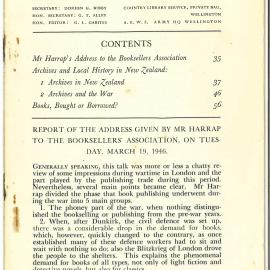 SECRETARY: DOREEN G. BIBBY
HON. SECRETARY: G. T. ALLEY
HON. EDITOR: G. L. GABITES
COUNTRY LIBRARY SERVICE, PRIVATE BAG,
WELLINGTON
A.E.W.S. ARMY HQ WELLINGTON
CONTENTS
Mr Harrap's Address to the Booksellers Association 35
Archives and Local History in New Zealand:
1 Archives in New Zealand 37
2 Archives and the War 46
Books, Bought or Borrowed? 56
REPORT OF THE ADDRESS GIVEN BY MR HARRAP
TO THE BOOKSELLERS' ASSOCIATION, ON TUES-
DAY, MARCH 19, 1946.
GENERALLY SPEAKING, this talk was more or less a chatty re-
view of some impressions during wartime in London and the
part played by the publishing trade during this period.
Nevertheless, several main points became clear. Mr Har-
rap divided the phase that book publishing underwent dur-
ing the war into 5 main groups.
1. The phoney part of the war, when nothing distinguished
the bookselling or publishing from the pre-war years.
2. When, after Dunkirk, the civil defence was set up,
there was a considerable drop in the demand for books,
which, however, quickly changed to the contrary, as once
established many of these defence workers had to sit and
wait with nothing to do; also the Blitzkrieg of London drove
the people to the shelters. This explains the phenomenal
demand for books of all types, not only of light fiction and
detective novels, but also for classics.